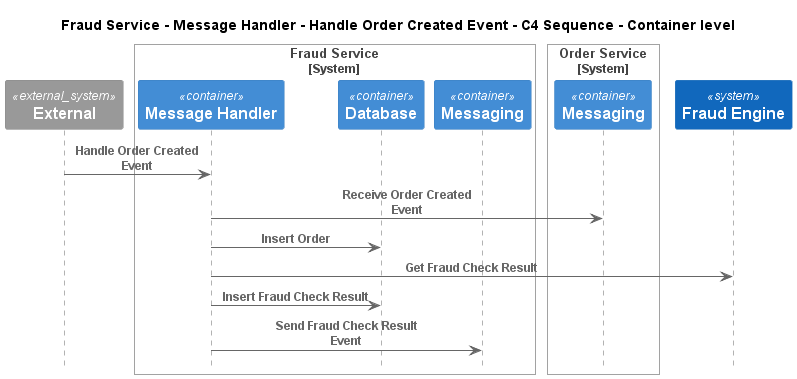 Fraud Service - Message Handler - Handle Order Created Event - C4 Sequence - Container level
Fraud Service
[System]
Order Service
[System]
«external_system»
External
«container»
Message Handler
«container»
Database
«container»
Messaging
«container»
Messaging
«system»
Fraud Engine
Handle Order Created
Event
Receive Order Created
Event
Insert Order
Get Fraud Check Result
Insert Fraud Check Result
Send Fraud Check Result
Event